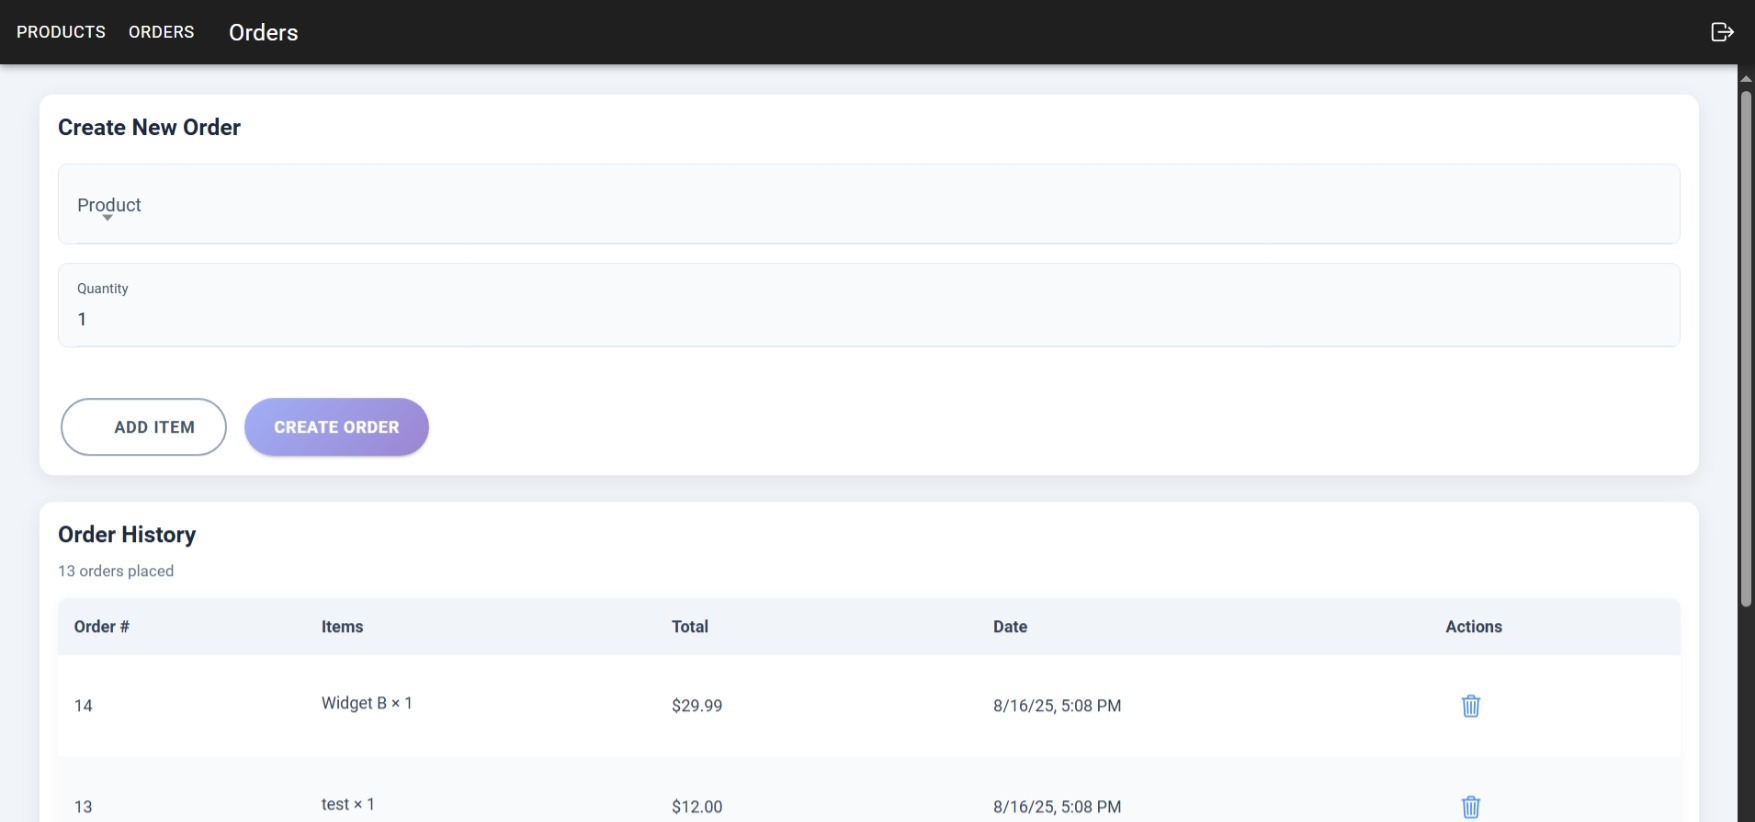 PRODUCTS ORDERS Orders
Create New Order
Product
Quantity
1
ADD ITEM CREATE ORDER
Order History
13 orders placed
Order # Items Total Date Actions
14 Widget B × 1 $29.99 8/16/25, 5:08 PM
13 test × 1 $12.00 8/16/25, 5:08 PM